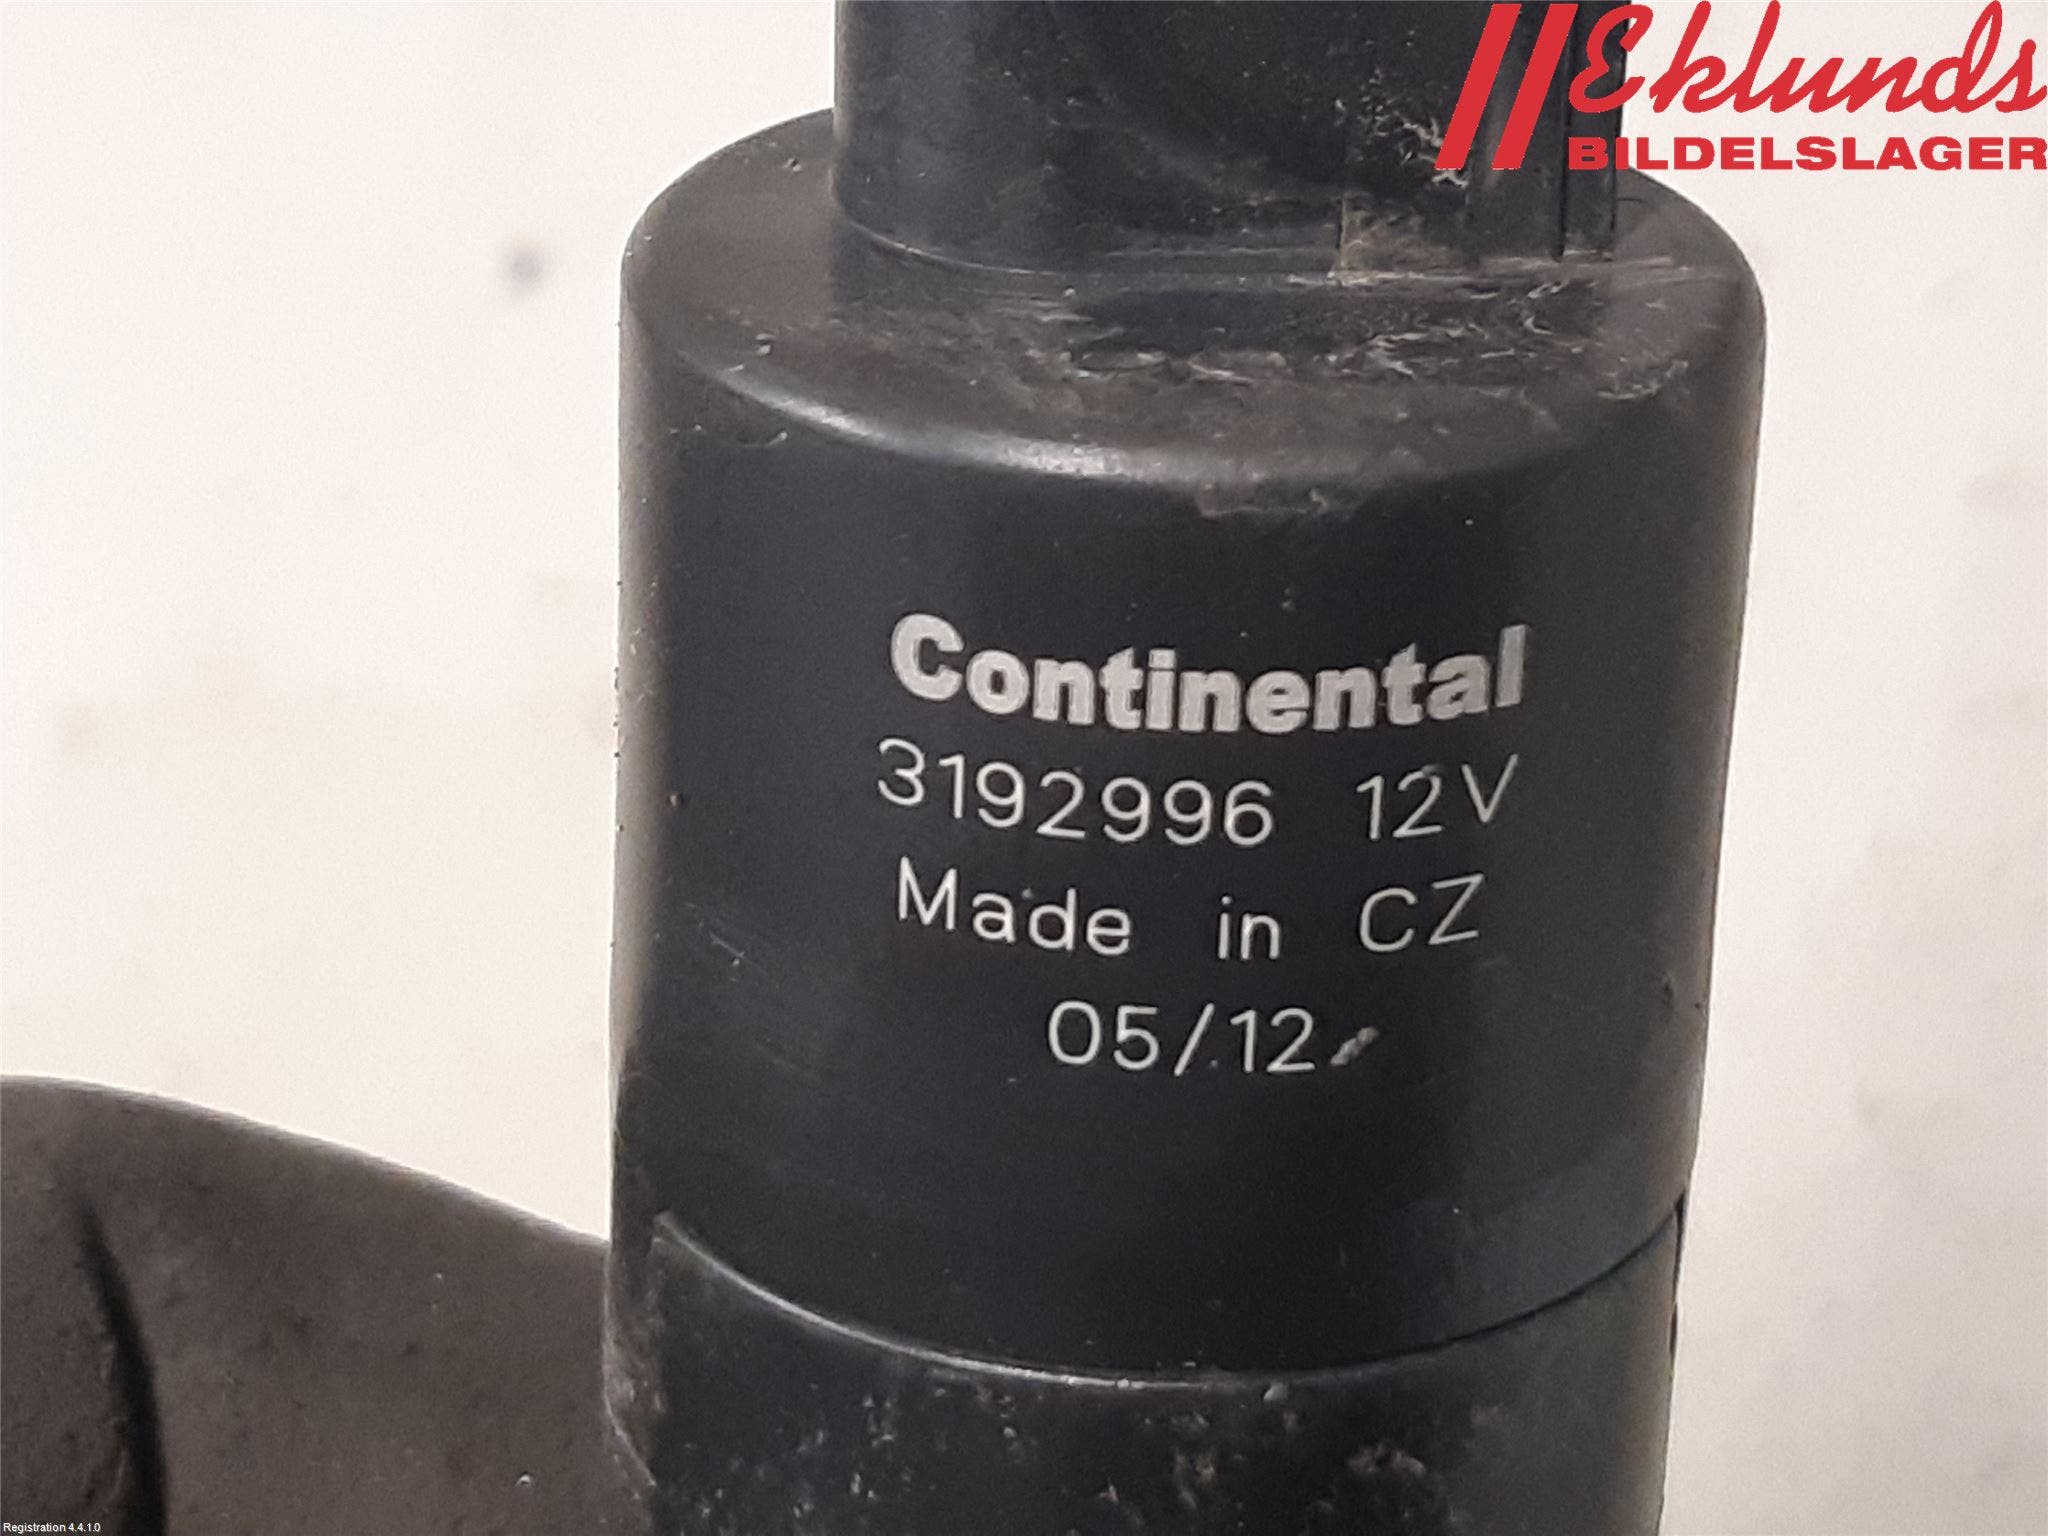 Eklunds
BILDELSLAGER
Continental
3192996 12V
Made in CZ
05/12
Registration 4.4.1.0